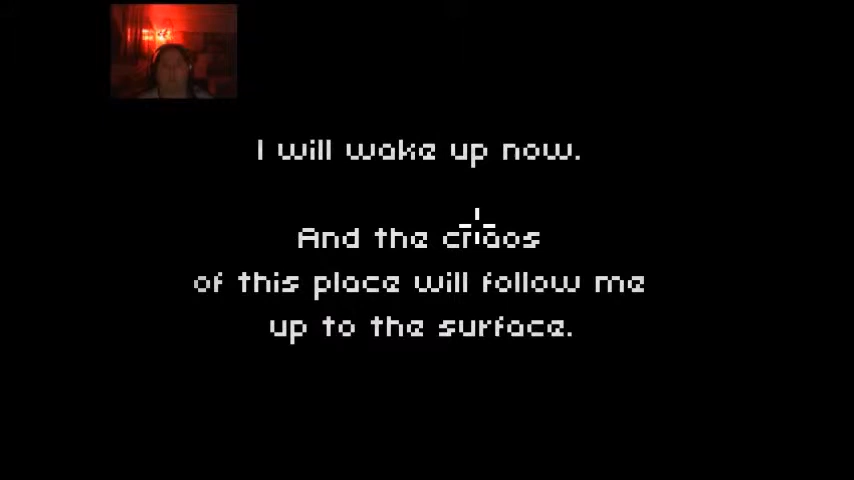 I will wake up now.
And the chaos
of this place will follow me
up to the surface.